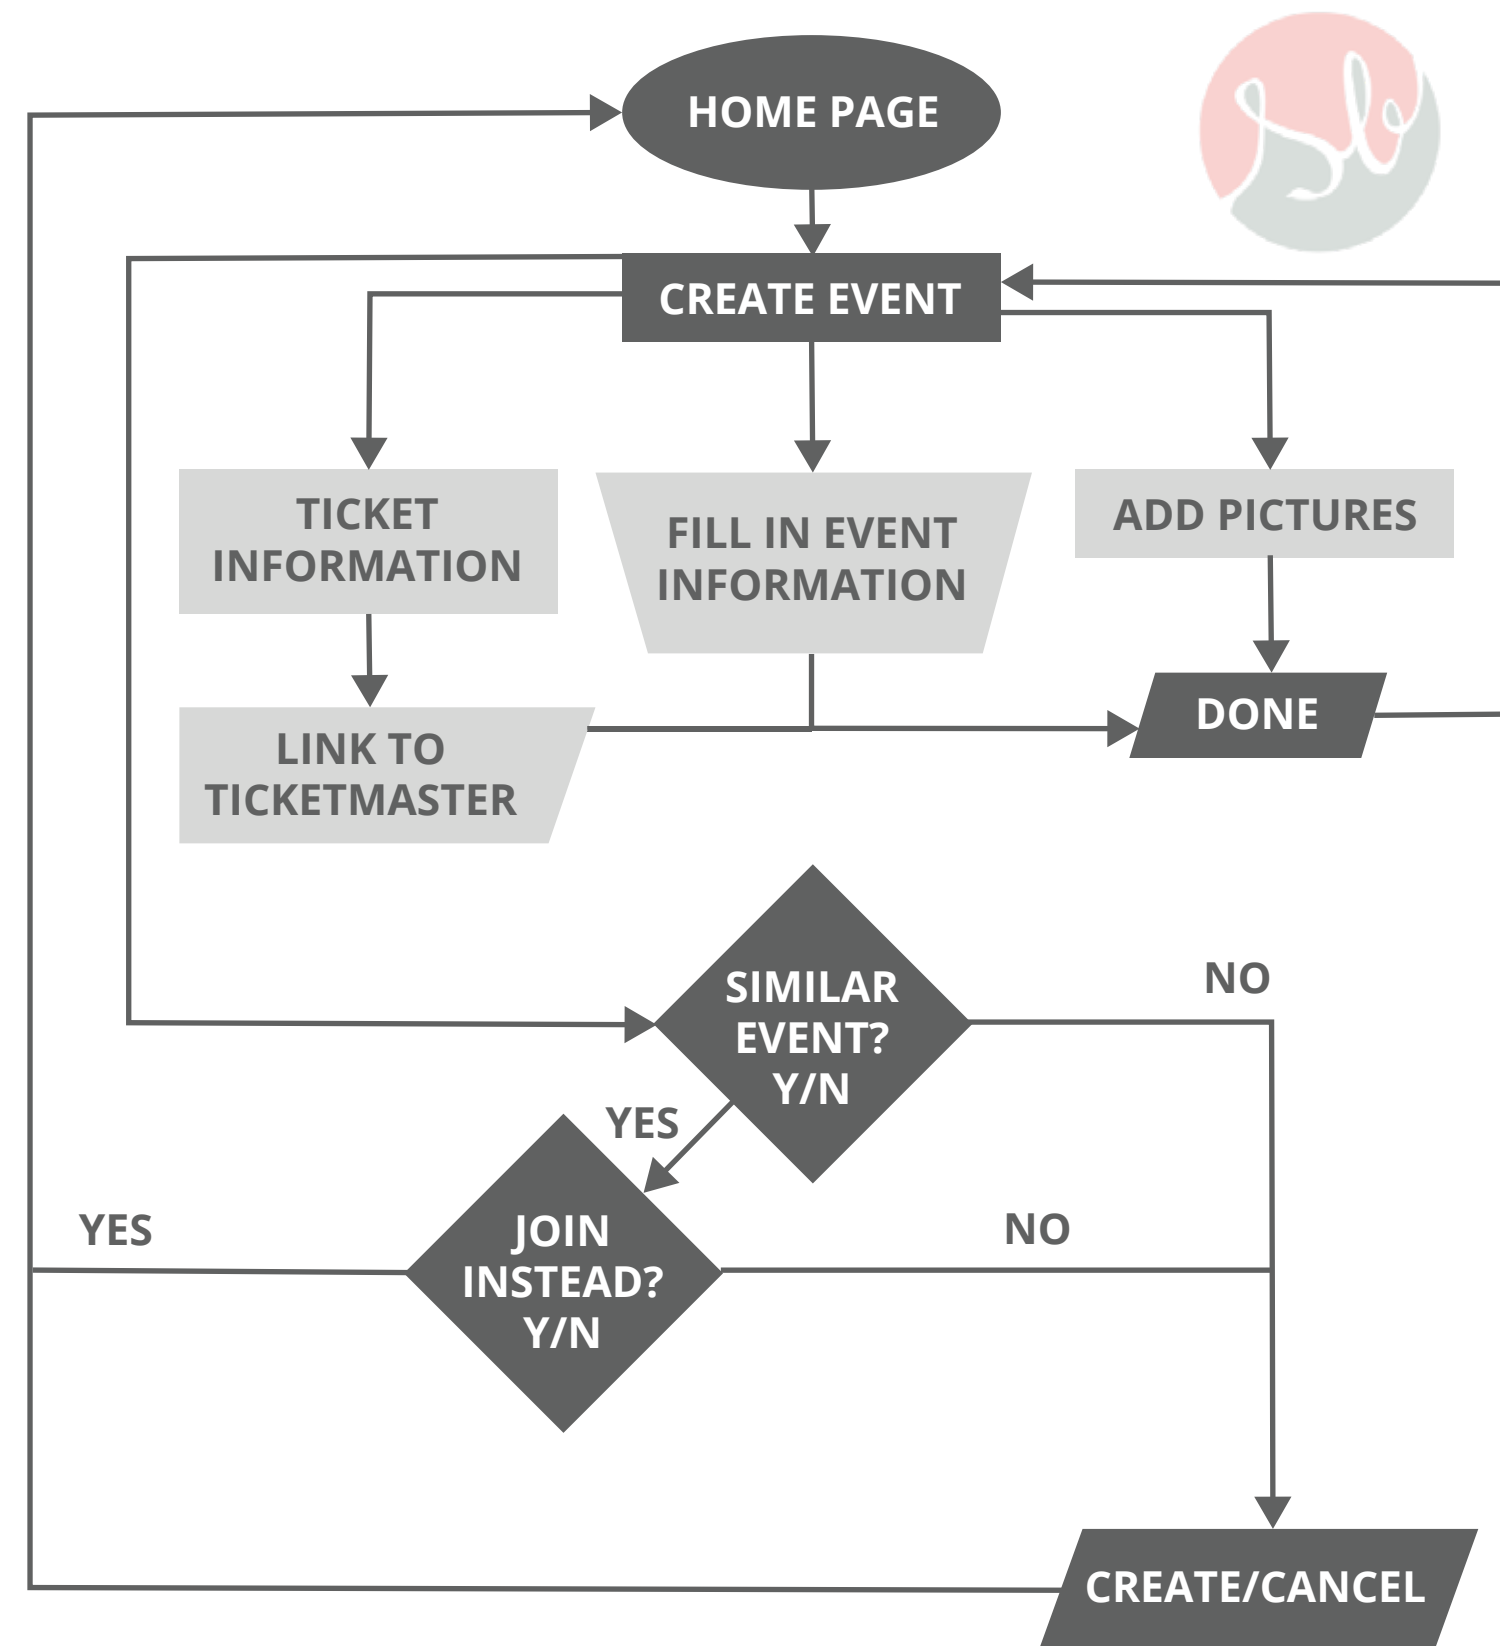 HOME PAGE
Sb
CREATE EVENT
TICKET
INFORMATION
FILL IN EVENT
INFORMATION
ADD PICTURES
LINK TO
TICKETMASTER
DONE
SIMILAR
EVENT?
Y/N
NO
YES
JOIN
INSTEAD?
Y/N
YES
NO
CREATE/CANCEL